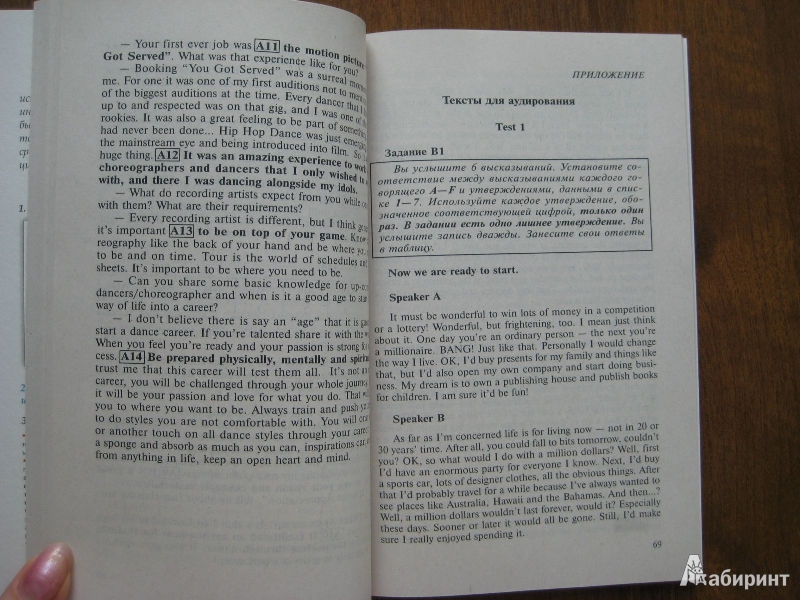 — Your first ever job was A11 the motion picture
Got Served". What was that experience like for you?
— Booking "You Got Served" was a surreal
me. For one it was one of my first auditions not to
of the biggest auditions at the time. Every dancer that I
up to and respected was on that gig, and I was one of
rookies. It was also a great feeling to be part of
had never been done... Hip Hop Dance was just
the mainstream eye and being introduced into film. So
huge thing. A12 It was an amazing experience to work
choreographers and dancers that I only wished to
with, and there I was dancing alongside my idols.
— What do recording artists expect from you while
with them? What are their requirements?
— Every recording artist is different, but I think
it's important A13 to be on top of your game. Know
reography like the back of your hand and be where
to be and on time. Tour is the world of schedules and
sheets. It's important to be where you need to be.
— Can you share some basic knowledge for
dancers/choreographer and when is it a good age to
way of life into a career?
— I don't believe there is say an "age" that it is
start a dance career. If you're talented share it with the
When you feel you're ready and your passion is strong
cess. A14 Be prepared physically, mentally and
trust me that this career will test them all. It's not
career, you will be challenged through your whole
it will be your passion and love for what you do. That
you to where you want to be. Always train and push
to do styles you are not comfortable with. You will
or another touch on all dance styles through your
a sponge and absorb as much as you can, inspirations
from anything in life, keep an open heart and mind.
ПРИЛОЖЕНИЕ
Тексты для аудирования
Test 1
Задание В1
Вы услышите 6 высказываний. Установите со-
ответствие между высказываниями каждого го-
ворящего A—F и утверждениями, данными в спис-
ке 1—7. Используйте каждое утверждение, обо-
значенное соответствующей цифрой, только один
раз. В задании есть одно лишнее утверждение. Вы
услышите запись дважды. Занесите свои ответы
в таблицу.
Now we are ready to start.
Speaker A
It must be wonderful to win lots of money in a competition
or a lottery! Wonderful, but frightening, too. I mean just think
about it. One day you're an ordinary person — the next you're
a millionaire. BANG! Just like that. Personally I would change
the way I live. OK, I'd buy presents for my family and things like
that, but I'd also open my own company and start doing busi-
ness. My dream is to own a publishing house and publish books
for children. I am sure it'd be fun!
Speaker B
As far as I'm concerned life is for living now — not in 20 or
30 years' time. After all, you could fall to bits tomorrow, couldn't
you? OK, so what would I do with a million dollars? Well, first
I'd have an enormous party for everyone I know. Next, I'd buy
a sports car, lots of designer clothes, all the obvious things. After
that I'd probably travel for a while because I've always wanted to
see places like Australia, Hawaii and the Bahamas. And then...?
Well, a million dollars wouldn't last forever, would it? Especially
these days. Sooner or later it would all be gone. Still, I'd make
sure I really enjoyed spending it.
69
Лабиринт